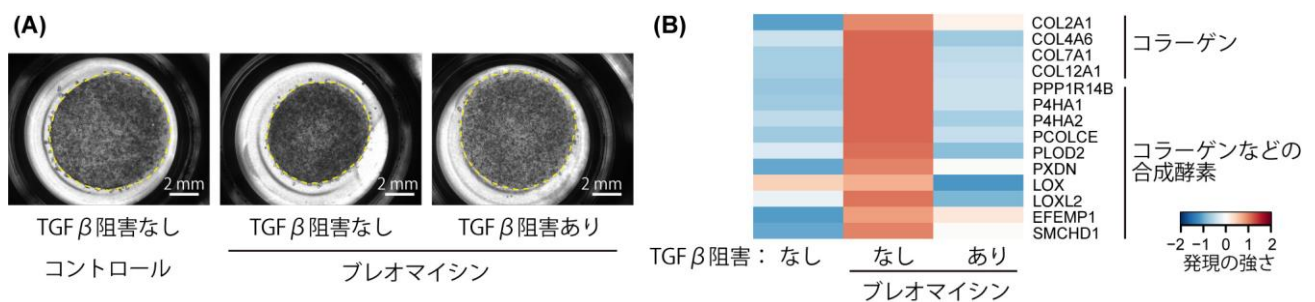 (A)
2 mm
2 mm
2 mm
TGFβ阻害なし
TGFβ阻害なし
TGFβ阻害あり
コントロール
ブレオマイシン
(B)
COL2A1
COL4A6
COL7A1
COL12A1
PPP1R14B
P4HA1
P4HA2
PCOLCE
PLOD2
PXDN
LOX
LOXL2
EFEMP1
SMCHD1
コラーゲン
コラーゲンなどの
合成酵素
TGFβ阻害： なし なし あり
ブレオマイシン
-2 -1 0 1 2
発現の強さ